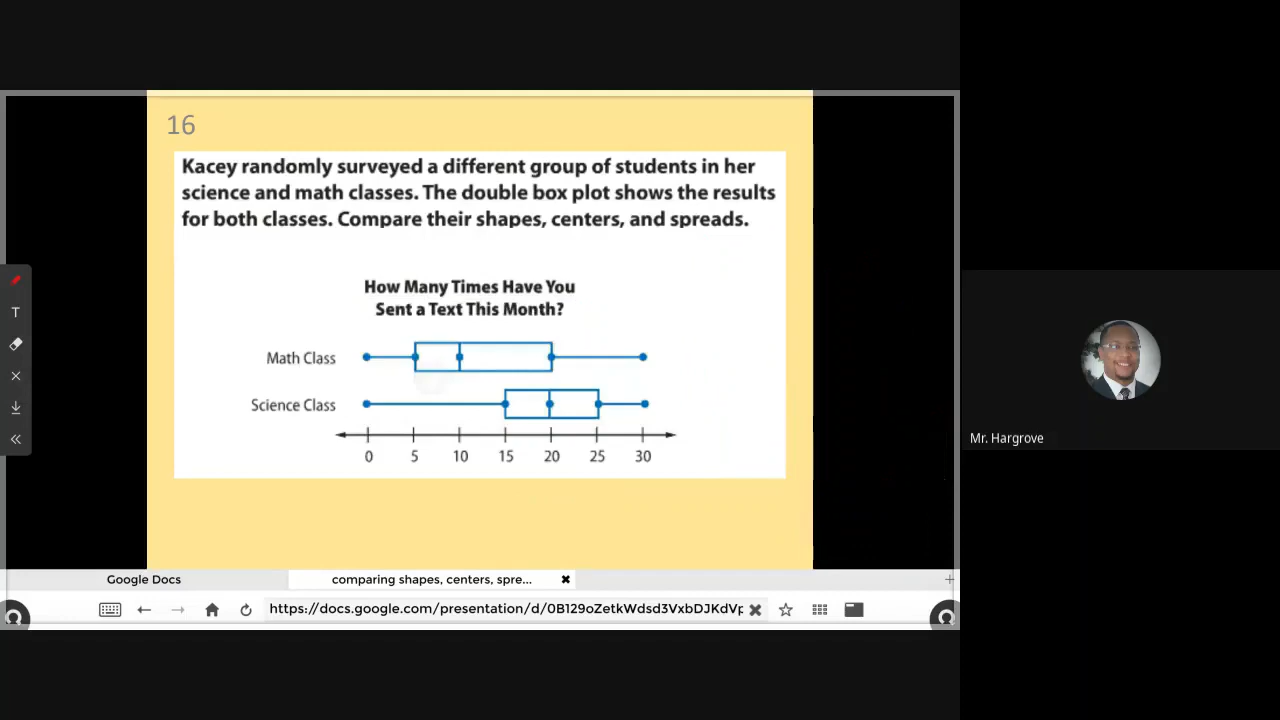 16
Kacey randomly surveyed a different group of students in her
science and math classes. The double box plot shows the results
for both classes. Compare their shapes, centers, and spreads.
How Many Times Have You
Sent a Text This Month?
Math Class
Science Class
0 5 10 15 20 25 30
T
Mr. Hargrove
Google Docs
comparing shapes, centers, spre...
https://docs.google.com/presentation/d/0B129oZetkWdsd3VxbDJKdVp